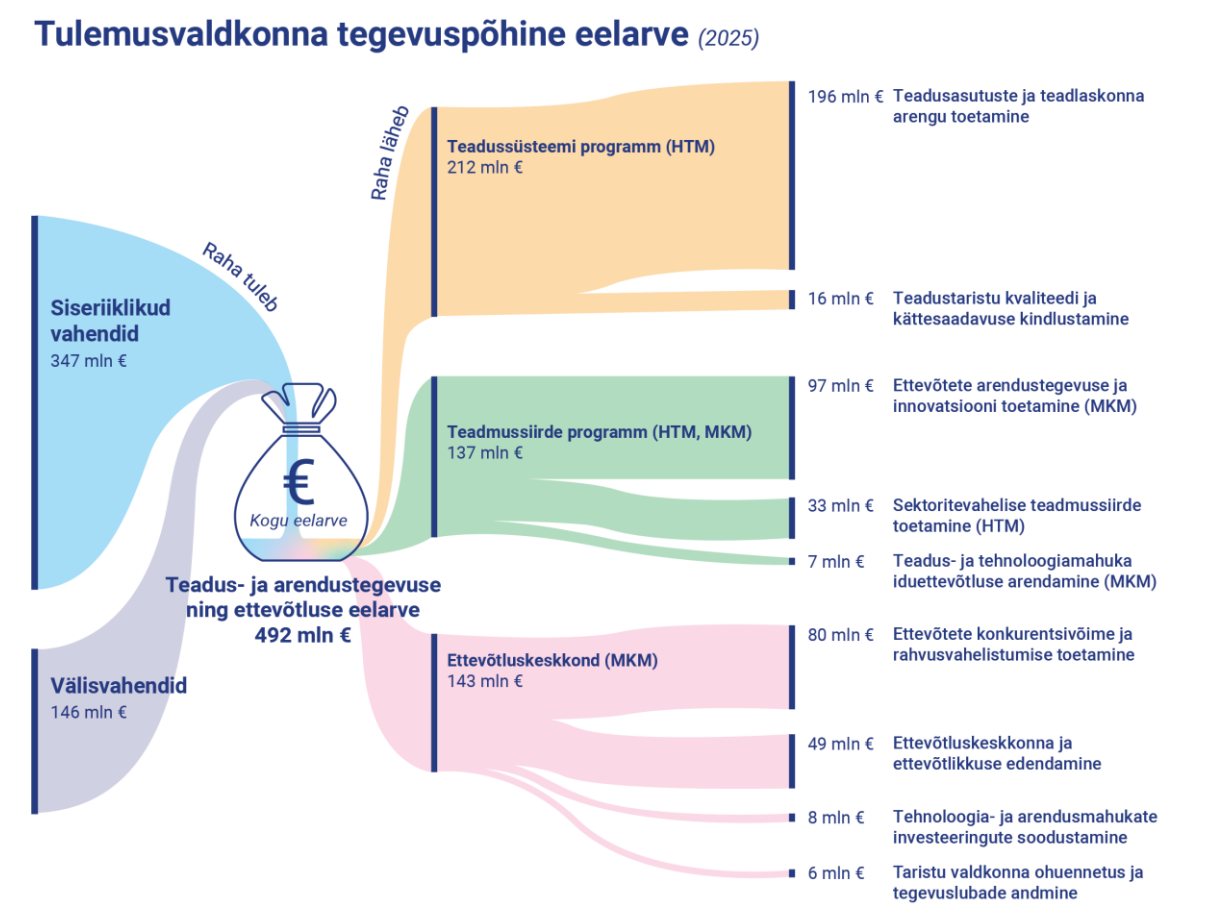 Tulemusvaldkonna tegevuspõhine eelarve (2025)
Raha tuleb
Siseriiklikud
vahendid
347 mln €
Välisvahendid
146 mln €
€
Kogu eelarve
Teadus- ja arendustegevuse
ning ettevõtluse eelarve
492 mln €
Raha läheb
Teadussüsteemi programm (HTM)
212 mln €
196 mln € Teadusasutuste ja teadlaskonna
arengu toetamine
16 mln € Teadustaristu kvaliteedi ja
kättesaadavuse kindlustamine
Teadmussiirde programm (HTM, MKM)
137 mln €
97 mln € Ettevõtete arendustegevuse ja
innovatsiooni toetamine (MKM)
33 mln € Sektoritevahelise teadmussiirde
toetamine (HTM)
7 mln € Teadus- ja tehnoloogiamahuka
iduettevõtluse arendamine (MKM)
Ettevõtluskeskkond (MKM)
143 mln €
80 mln € Ettevõtete konkurentsivõime ja
rahvusvahelistumise toetamine
49 mln € Ettevõtluskeskkonna ja
ettevõtlikkuse edendamine
8 mln € Tehnoloogia- ja arendusmahukate
investeeringute soodustamine
6 mln € Taristu valdkonna ohuennetus ja
tegevuslubade andmine